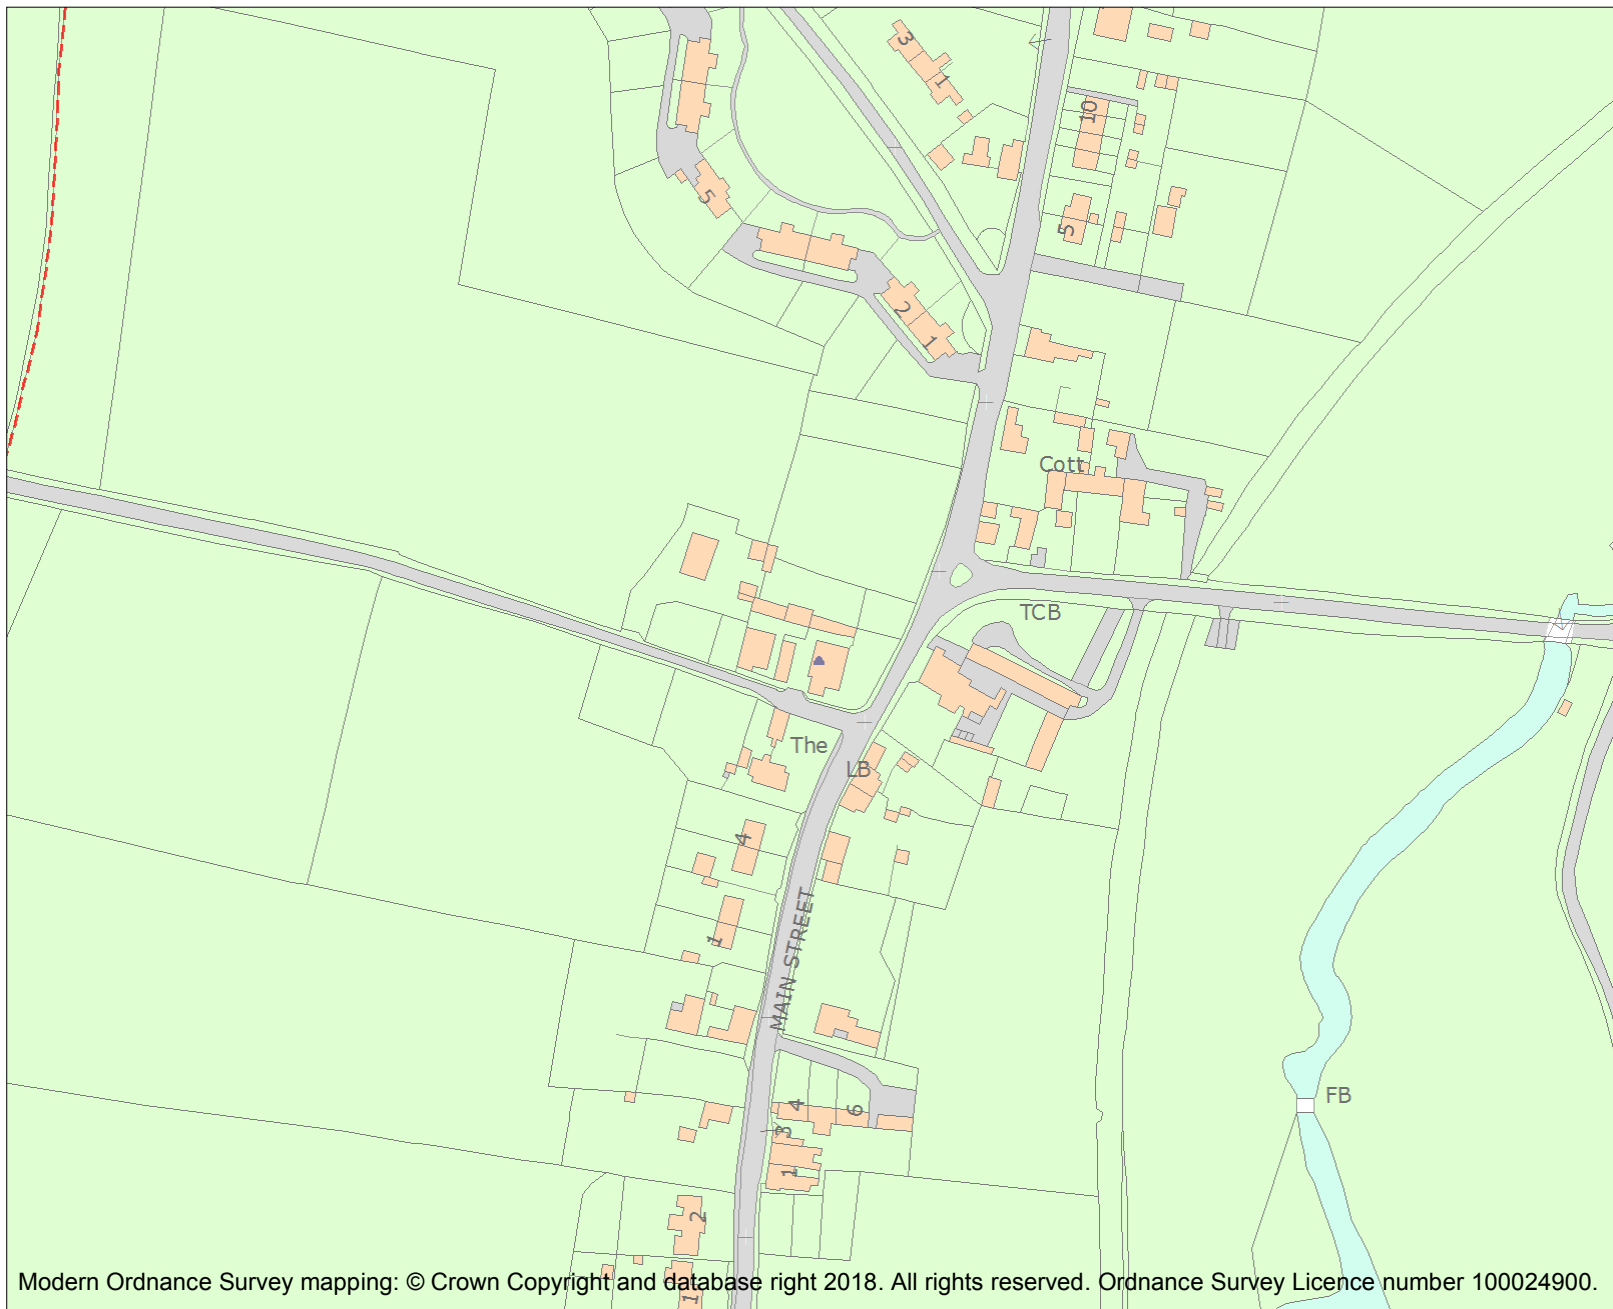 3
1
10
5
5
2
1
Cott
TCB
The
LB
4
1
MAIN STREET
FB
4
6
3
1
2
1
Modern Ordnance Survey mapping: © Crown Copyright and database right 2018. All rights reserved. Ordnance Survey Licence number 100024900.